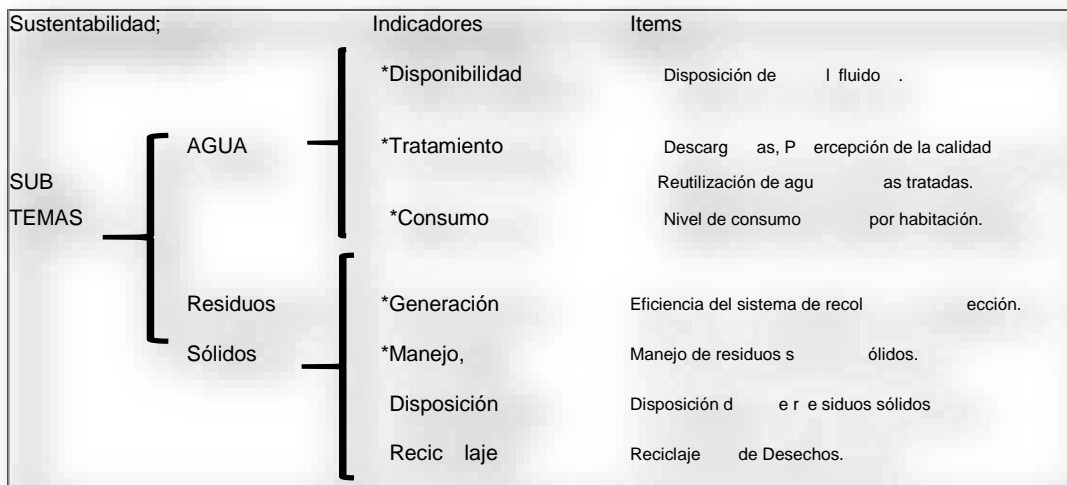 Sustentabilidad; Indicadores Items
*Disponibilidad Disposición de l fluido .
AGUA *Tratamiento Descarg as, P ercepción de la calidad
SUB Reutilización de agu as tratadas.
TEMAS *Consumo Nivel de consumo por habitación.
Residuos *Generación Eficiencia del sistema de recol ección.
Sólidos *Manejo, Manejo de residuos s ólidos.
Disposición Disposición d e r e siduos sólidos
Recic laje Reciclaje de Desechos.